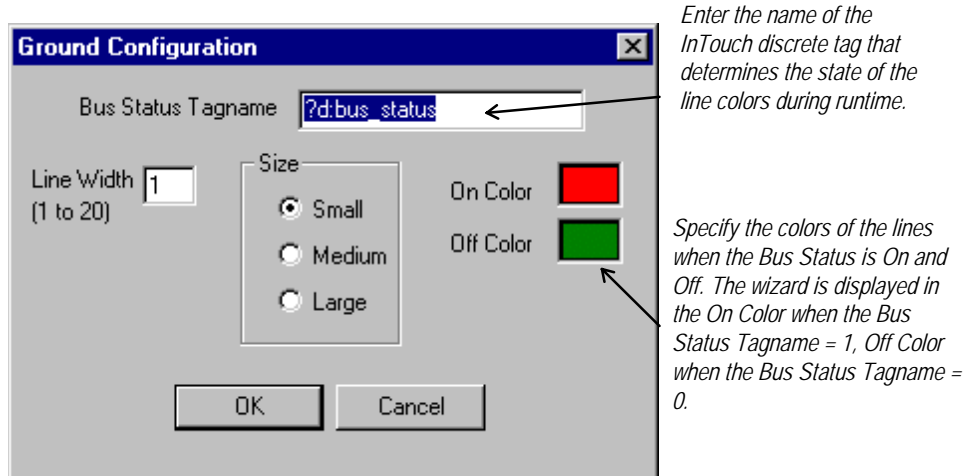 Ground Configuration
Bus Status Tagname ?d:bus_status
Line Width 1
(1 to 20)
Size
Small
Medium
Large
On Color
Off Color
OK Cancel
Enter the name of the
InTouch discrete tag that
determines the state of the
line colors during runtime.
Specify the colors of the lines
when the Bus Status is On and
Off. The wizard is displayed in
the On Color when the Bus
Status Tagname = 1, Off Color
when the Bus Status Tagname =
0.